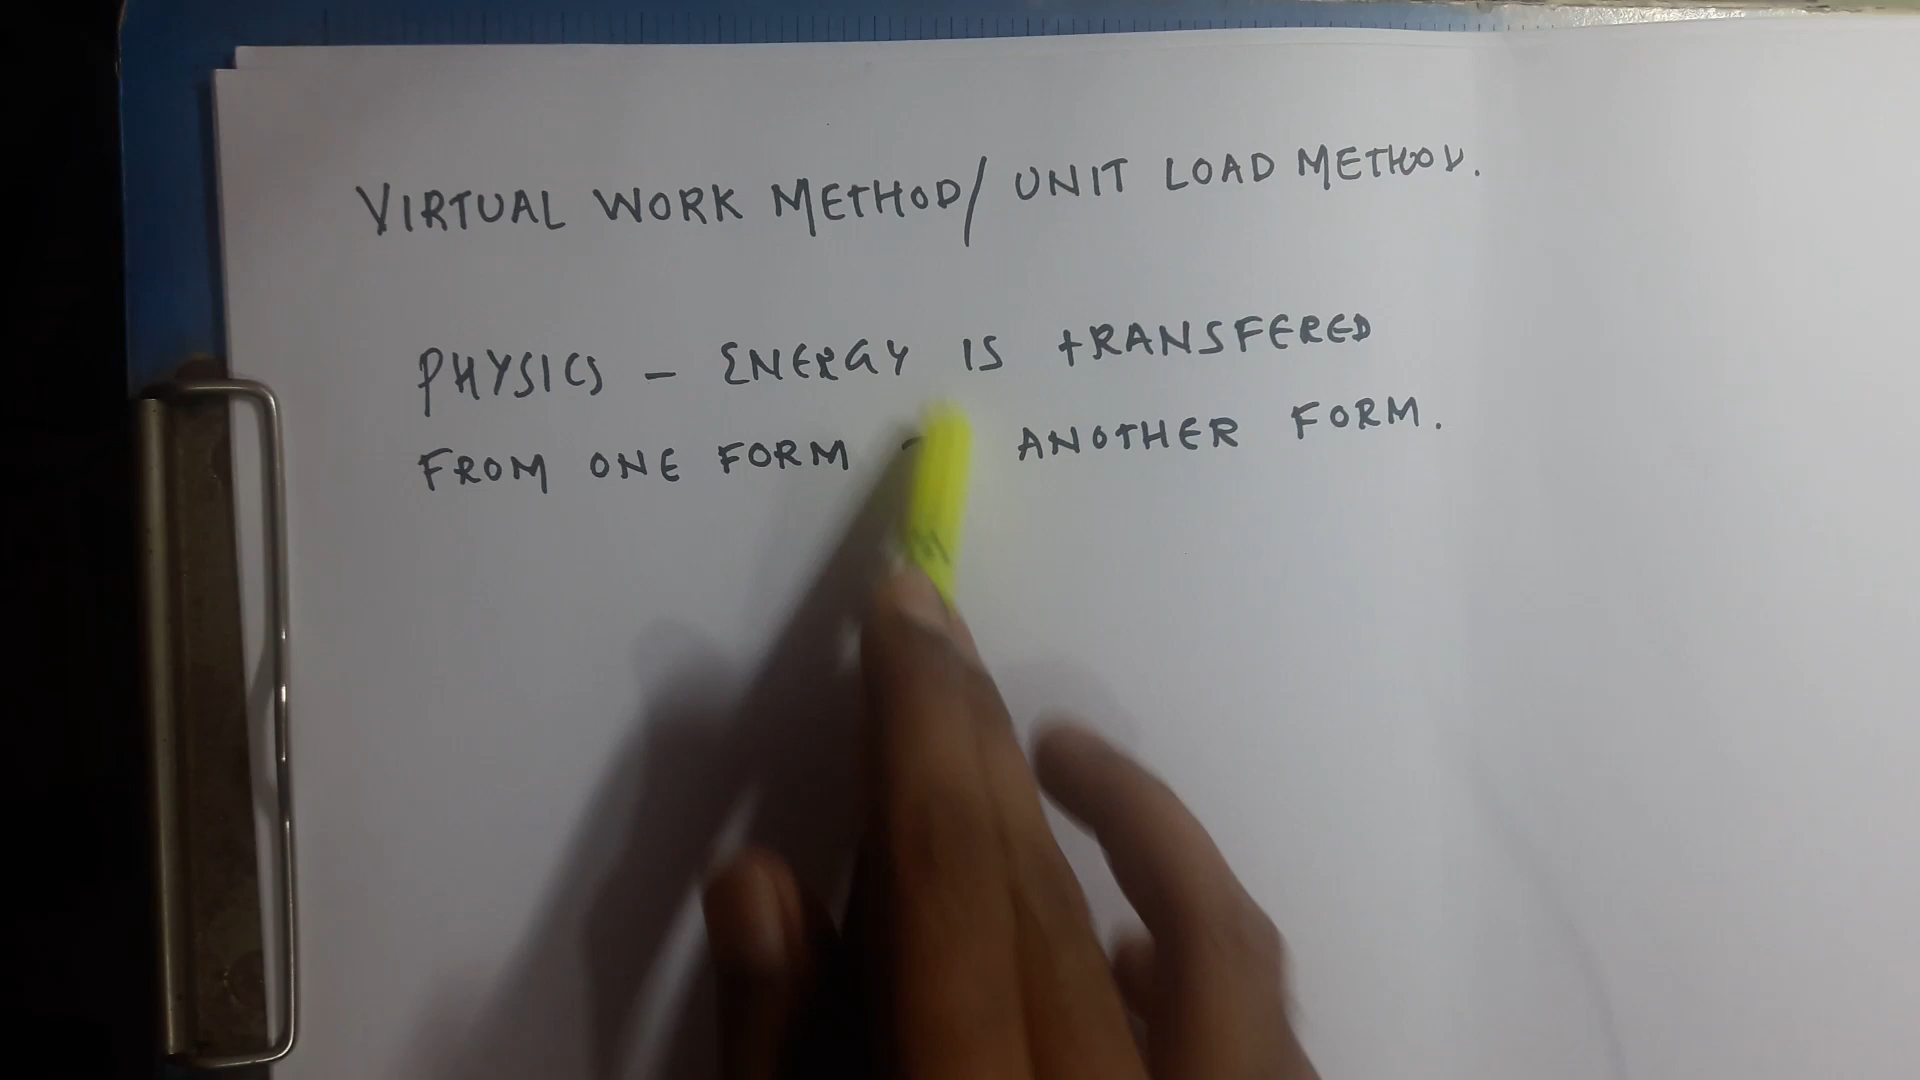 VIRTUAL WORK METHOD/ UNIT LOAD METHOD.
PHYSICS - ENERGY IS TRANSFERED
FROM ONE FORM ANOTHER FORM.